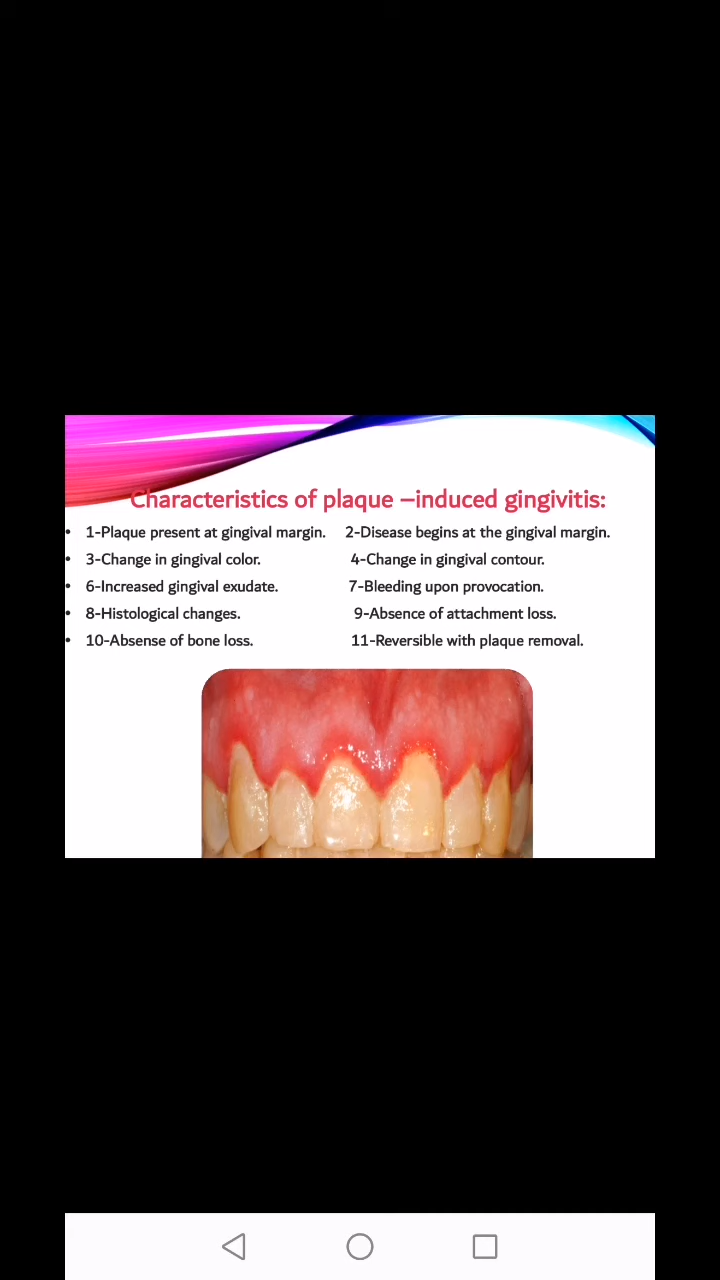 Characteristics of plaque –induced gingivitis:
• 1-Plaque present at gingival margin. 2-Disease begins at the gingival margin.
• 3-Change in gingival color. 4-Change in gingival contour.
• 6-Increased gingival exudate. 7-Bleeding upon provocation.
• 8-Histological changes. 9-Absence of attachment loss.
• 10-Absense of bone loss. 11-Reversible with plaque removal.